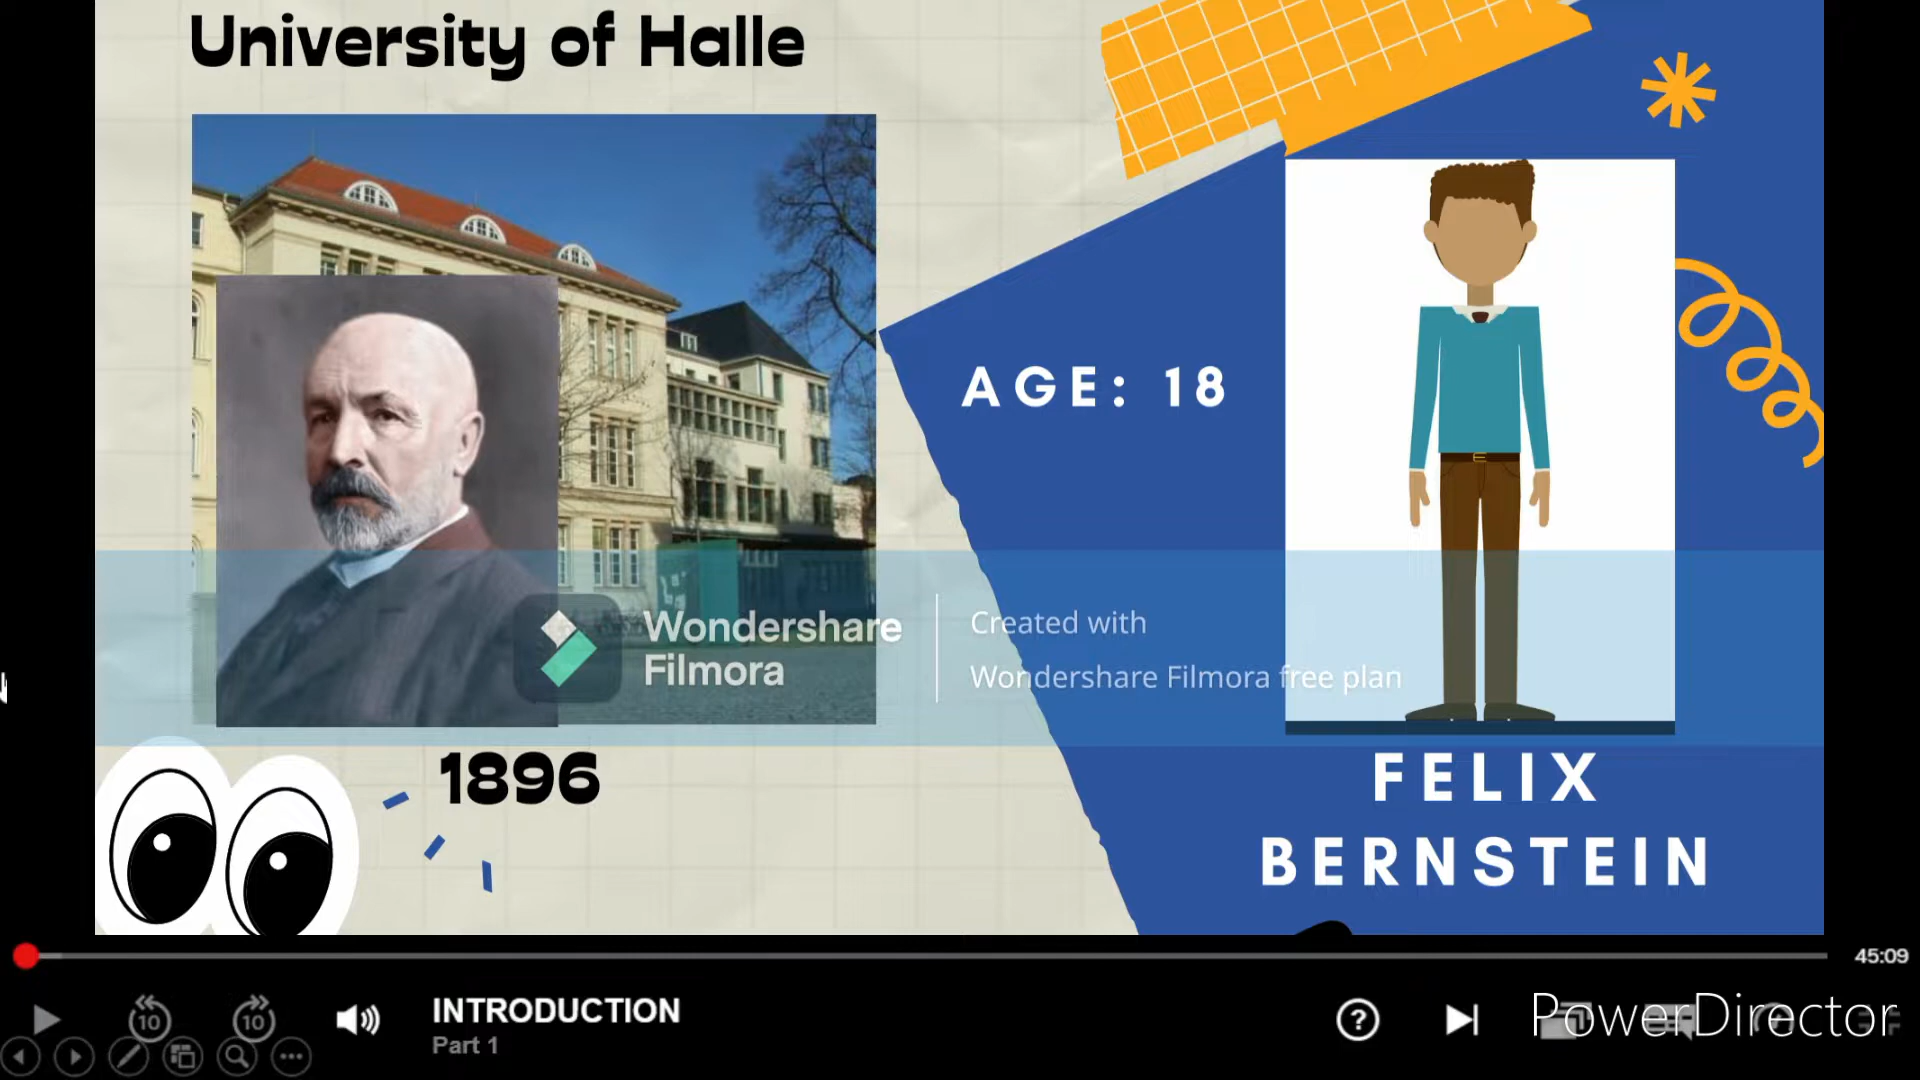 University of Halle
AGE: 18
Wondershare
Filmora
Created with
Wondershare Filmora free plan
1896
FELIX
BERNSTEIN
45:09
10
10
INTRODUCTION
Part 1
?
PowerDirector